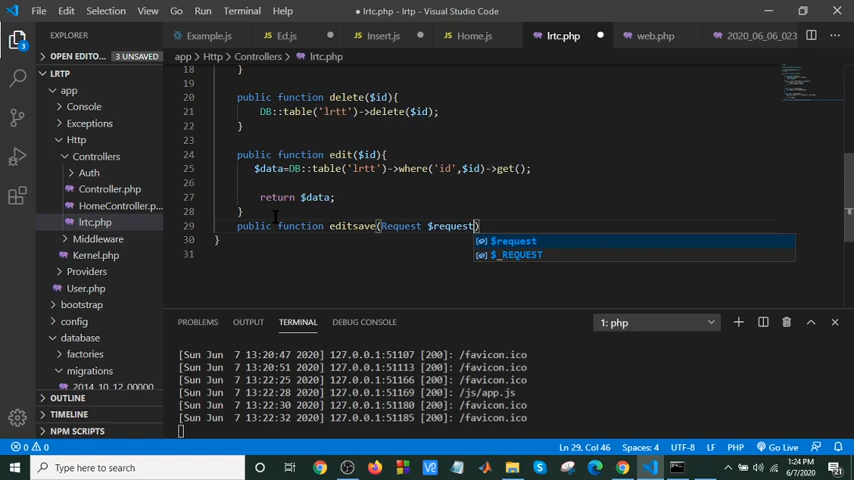 File Edit Selection View Go Run Terminal Help
● lrtc.php - lrtp - Visual Studio Code
EXPLORER
OPEN EDITO... 3 UNSAVED
LRTP
app
Console
Exceptions
Http
Controllers
Auth
Controller.php
HomeController.p...
lrtc.php
Middleware
Kernel.php
Providers
User.php
bootstrap
config
database
factories
migrations
2014_10_12_00000
OUTLINE
TIMELINE
NPM SCRIPTS
3
Example.js Ed.js Insert.js Home.js lrtc.php web.php 2020_06_06_023
app > Http > Controllers > lrtc.php
18 }
19
20 public function delete($id){
21 DB::table('lrtt')->delete($id);
22 }
23
24 public function edit($id){
25 $data=DB::table('lrtt')->where('id',$id)->get();
26
27 return $data;
28 }
29 public function editsave(Request $request)
30 }
31
$request
$_REQUEST
PROBLEMS OUTPUT TERMINAL DEBUG CONSOLE 1: php
[Sun Jun 7 13:20:47 2020] 127.0.0.1:51107 [200]: /favicon.ico
[Sun Jun 7 13:20:51 2020] 127.0.0.1:51113 [200]: /favicon.ico
[Sun Jun 7 13:22:25 2020] 127.0.0.1:51166 [200]: /favicon.ico
[Sun Jun 7 13:22:28 2020] 127.0.0.1:51169 [200]: /js/app.js
[Sun Jun 7 13:22:30 2020] 127.0.0.1:51180 [200]: /favicon.ico
[Sun Jun 7 13:22:32 2020] 127.0.0.1:51185 [200]: /favicon.ico
0 0 Ln 29, Col 46 Spaces: 4 UTF-8 LF PHP Go Live
Type here to search
1:24 PM
6/7/2020
21